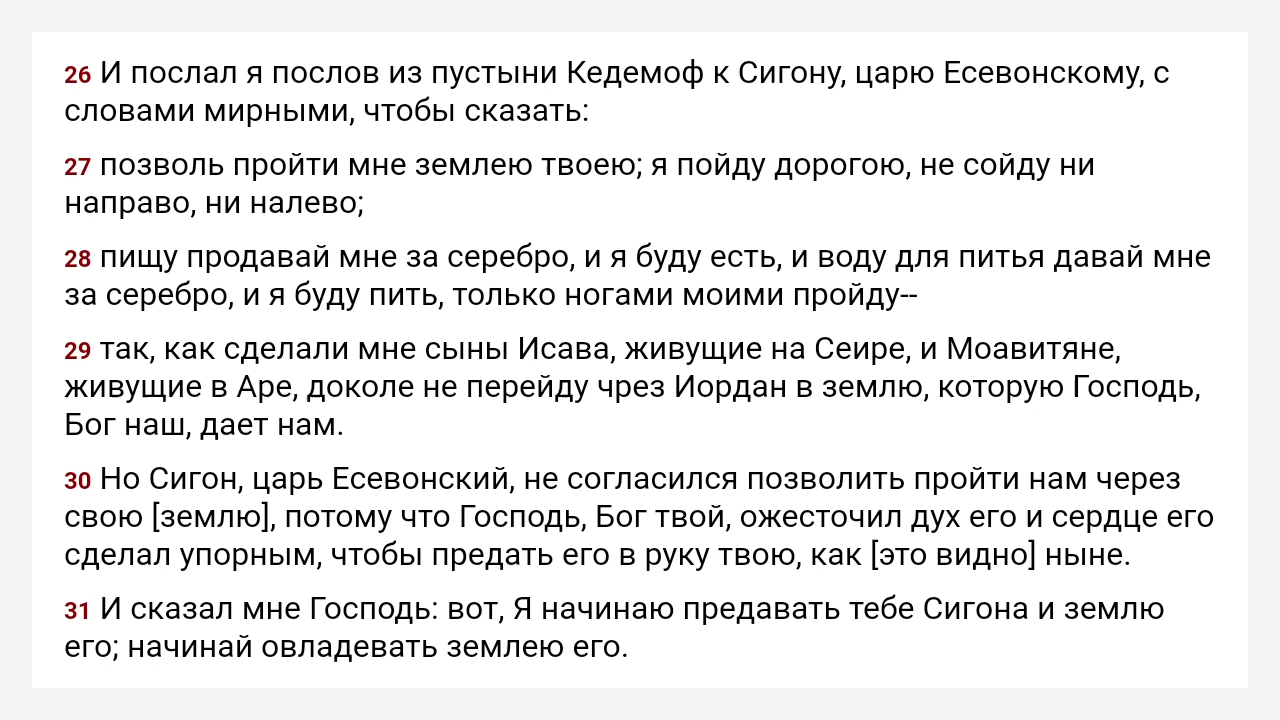 26 И послал я послов из пустыни Кедемоф к Сигону, царю Есевонскому, с
словами мирными, чтобы сказать:
27 позволь пройти мне землею твоею; я пойду дорогою, не сойду ни
направо, ни налево;
28 пищу продавай мне за серебро, и я буду есть, и воду для питья давай мне
за серебро, и я буду пить, только ногами моими пройду--
29 так, как сделали мне сыны Исава, живущие на Сеире, и Моавитяне,
живущие в Аре, доколе не перейду чрез Иордан в землю, которую Господь,
Бог наш, дает нам.
30 Но Сигон, царь Есевонский, не согласился позволить пройти нам через
свою [землю], потому что Господь, Бог твой, ожесточил дух его и сердце его
сделал упорным, чтобы предать его в руку твою, как [это видно] ныне.
31 И сказал мне Господь: вот, Я начинаю предавать тебе Сигона и землю
его; начинай овладевать землею его.